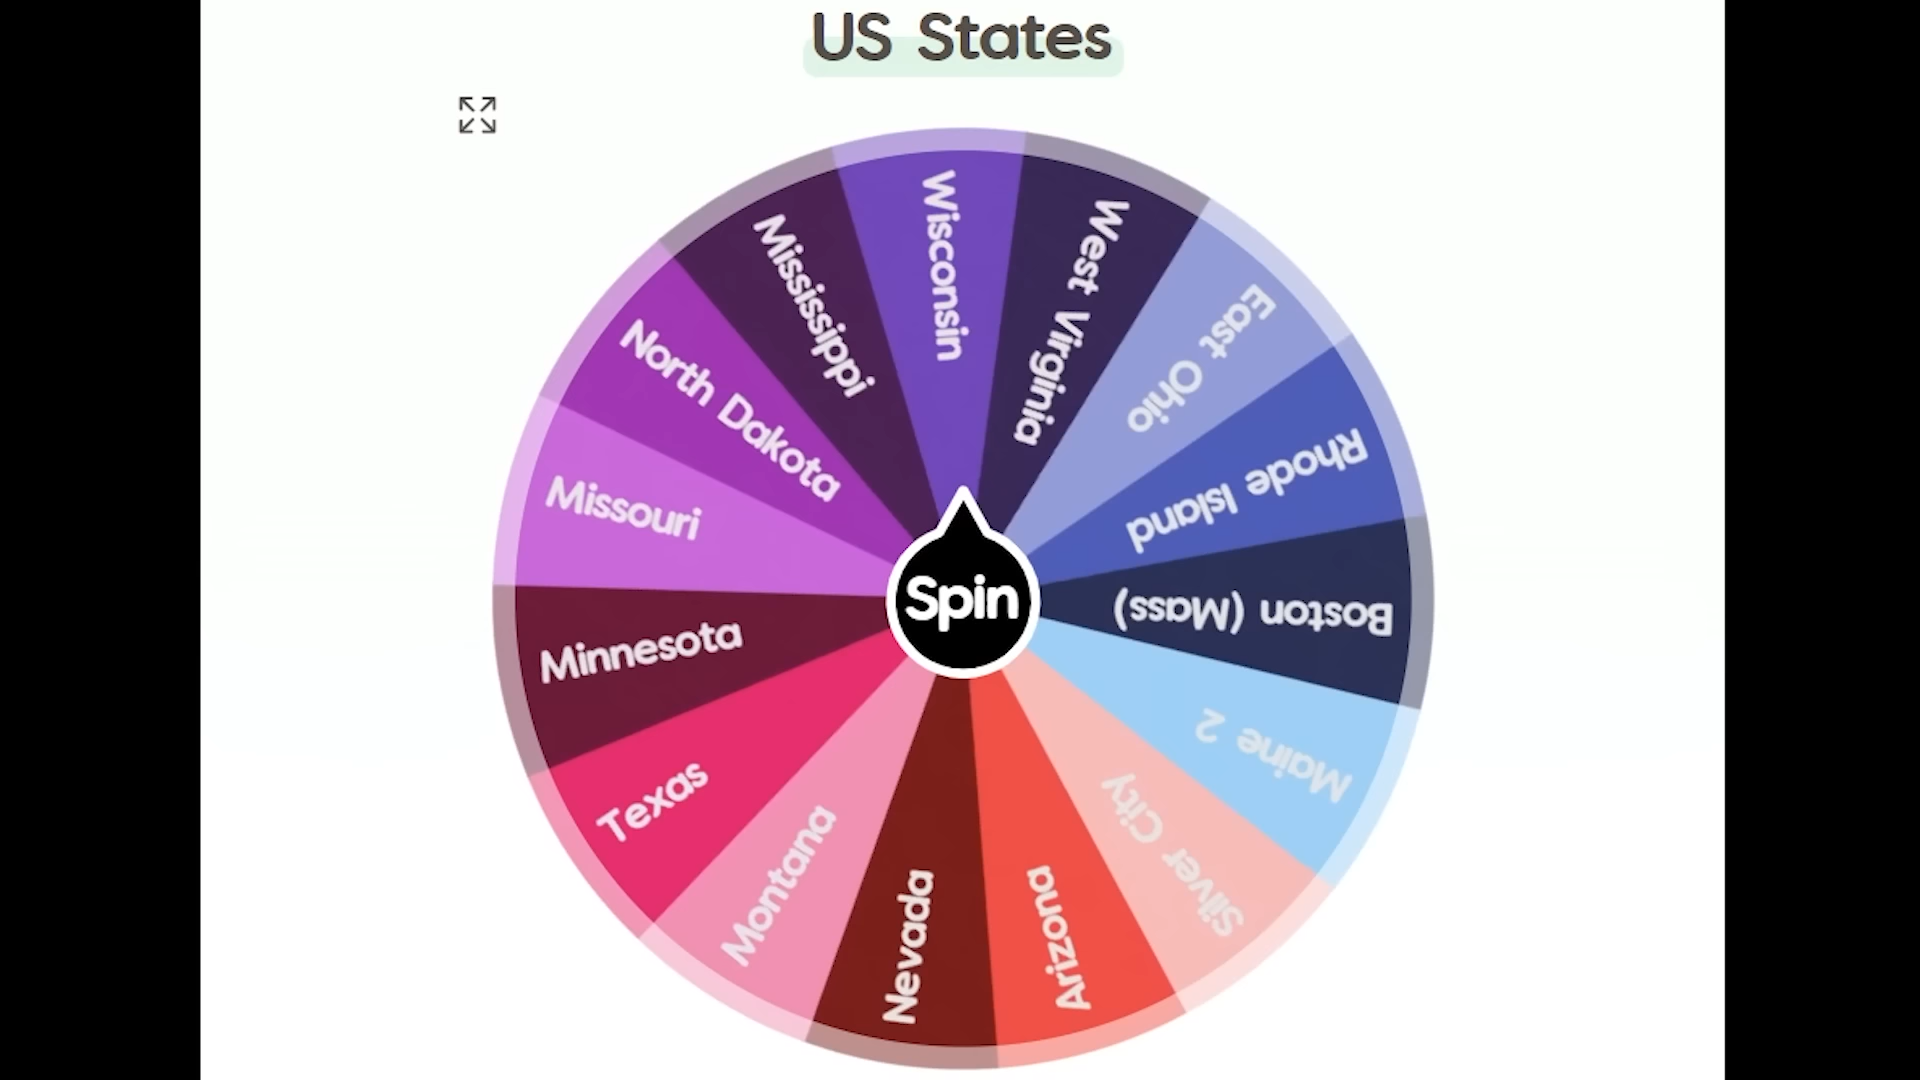 US States
Wisconsin
West Virginia
East Ohio
Rhode Island
Boston (Mass)
Maine 2
Silver City
Arizona
Nevada
Montana
Texas
Minnesota
Missouri
North Dakota
Mississippi
Spin